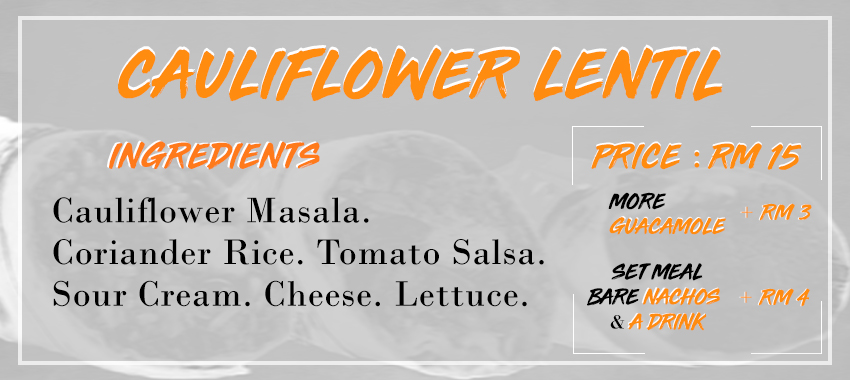 CAULIFLOWER LENTIL
INGREDIENTS
Cauliflower Masala.
Coriander Rice. Tomato Salsa.
Sour Cream. Cheese. Lettuce.
PRICE : RM 15
MORE
GUACAMOLE + RM 3
SET MEAL
BARE NACHOS + RM 4
& A DRINK